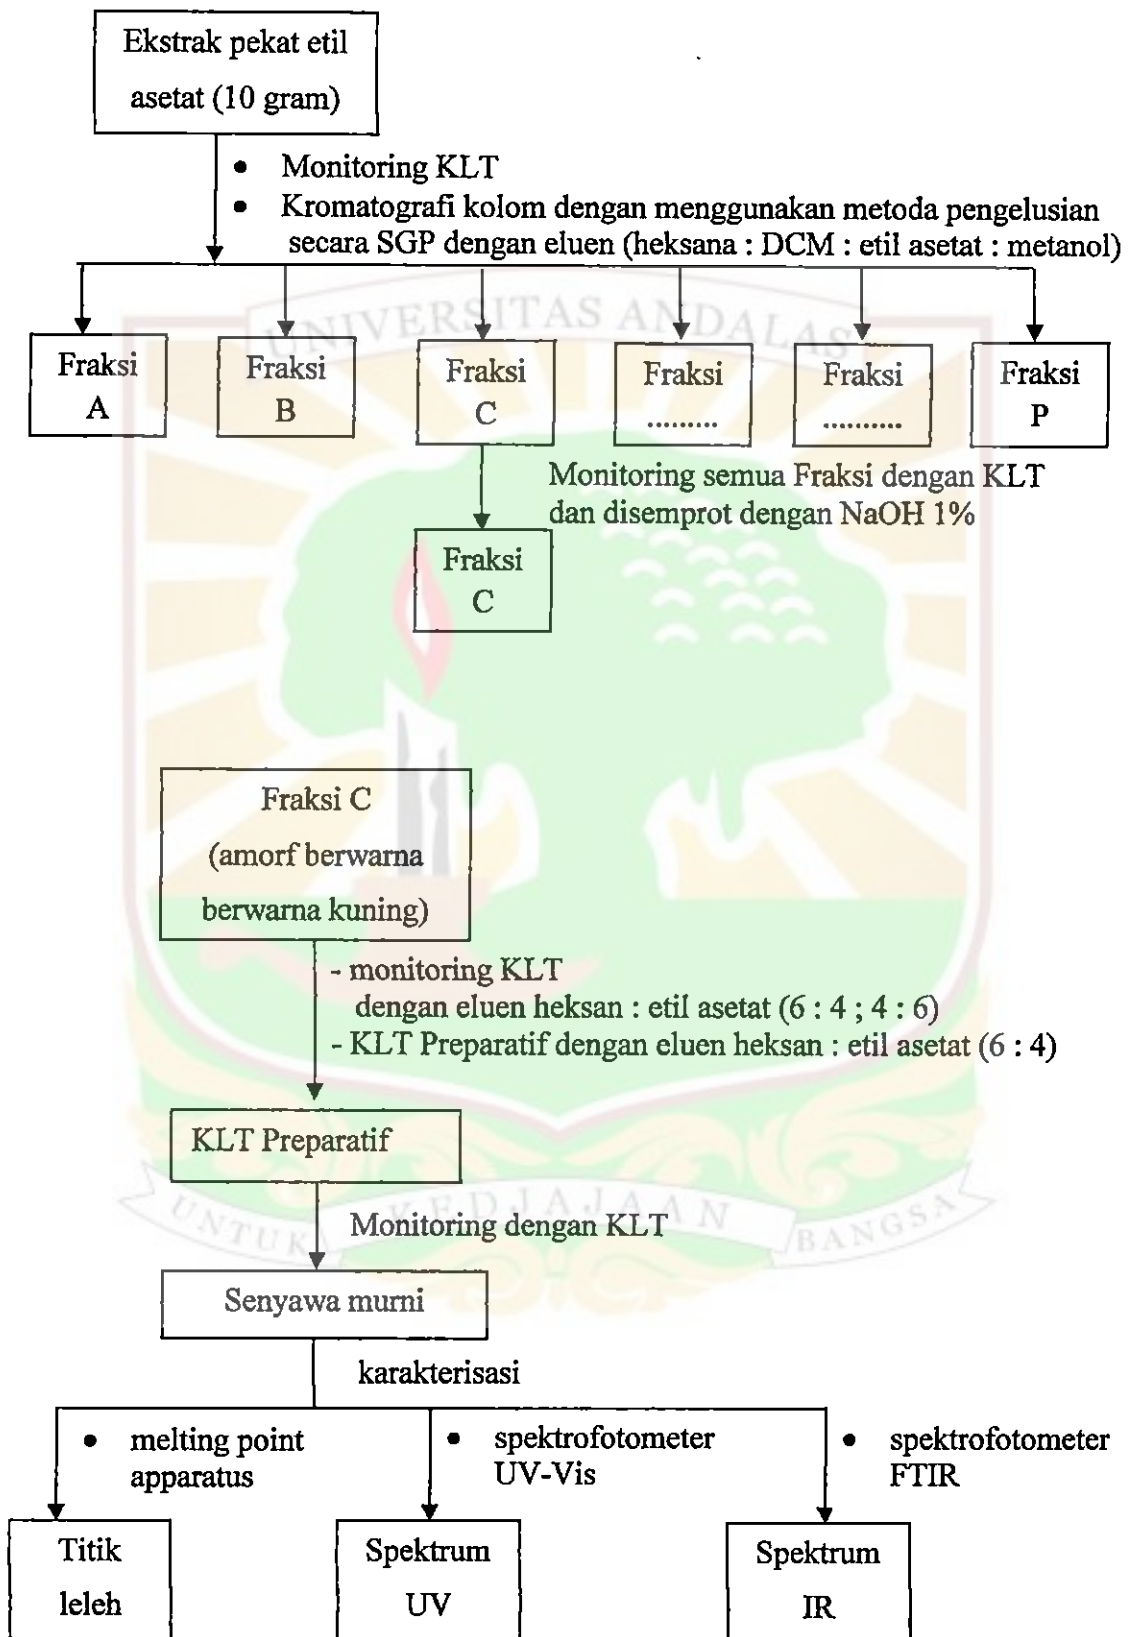 Ekstrak pekat etil
asetat (10 gram)
• Monitoring KLT
• Kromatografi kolom dengan menggunakan metoda pengelusian
secara SGP dengan eluen (heksana : DCM : etil asetat : metanol)
UNIVERSITAS ANDALAS
Fraksi
A
Fraksi
B
Fraksi
C
Fraksi
.........
Fraksi
..........
Fraksi
P
Monitoring semua Fraksi dengan KLT
dan disemprot dengan NaOH 1%
Fraksi
C
Fraksi C
(amorf berwarna
berwarna kuning)
- monitoring KLT
dengan eluen heksan : etil asetat (6 : 4 ; 4 : 6)
- KLT Preparatif dengan eluen heksan : etil asetat (6 : 4)
KLT Preparatif
UNTUK KEDJAJAAN BANGSA
Monitoring dengan KLT
Senyawa murni
karakterisasi
• melting point
apparatus
• spektrofotometer
UV-Vis
• spektrofotometer
FTIR
Titik
leleh
Spektrum
UV
Spektrum
IR